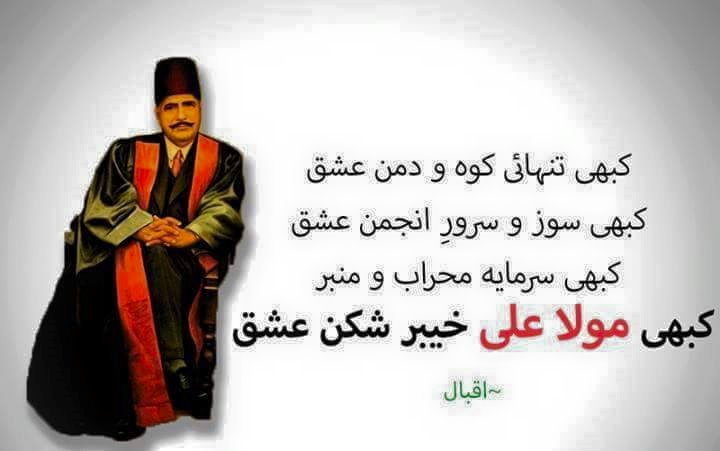 کبھی تنہائی کوہ و دمن عشق
کبھی سوز و سرورِ انجمن عشق
کبھی سرمایہ محراب و منبر
کبھی مولا علی خیبر شکن عشق
~اقبال